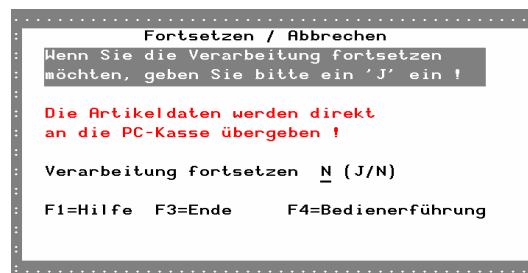 Fortsetzen / Abbrechen
Wenn Sie die Verarbeitung fortsetzen
möchten, geben Sie bitte ein 'J' ein !
Die Artikeldaten werden direkt
an die PC-Kasse übergeben !
Verarbeitung fortsetzen N (J/N)
F1=Hilfe F3=Ende F4=Bedienerführung